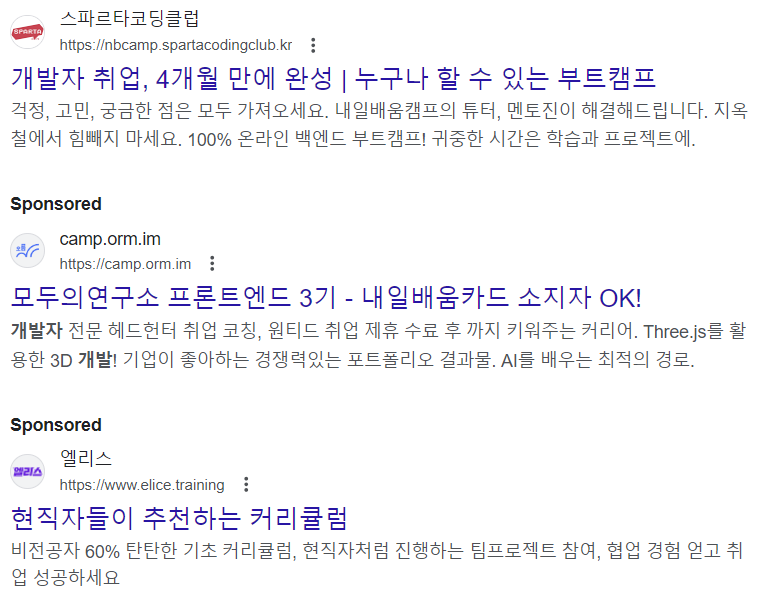 SPARTA
스파르타코딩클럽
https://nbcamp.spartacodingclub.kr
개발자 취업, 4개월 만에 완성 | 누구나 할 수 있는 부트캠프
걱정, 고민, 궁금한 점은 모두 가져오세요. 내일배움캠프의 튜터, 멘토진이 해결해드립니다. 지옥
철에서 힘빼지 마세요. 100% 온라인 백엔드 부트캠프! 귀중한 시간은 학습과 프로젝트에.
Sponsored
오름
camp.orm.im
https://camp.orm.im
모두의연구소 프론트엔드 3기 - 내일배움카드 소지자 OK!
개발자 전문 헤드헌터 취업 코칭, 원티드 취업 제휴 수료 후 까지 키워주는 커리어. Three.js를 활
용한 3D 개발! 기업이 좋아하는 경쟁력있는 포트폴리오 결과물. AI를 배우는 최적의 경로.
Sponsored
엘리스
엘리스
https://www.elice.training
현직자들이 추천하는 커리큘럼
비전공자 60% 탄탄한 기초 커리큘럼, 현직자처럼 진행하는 팀프로젝트 참여, 협업 경험 얻고 취
업 성공하세요